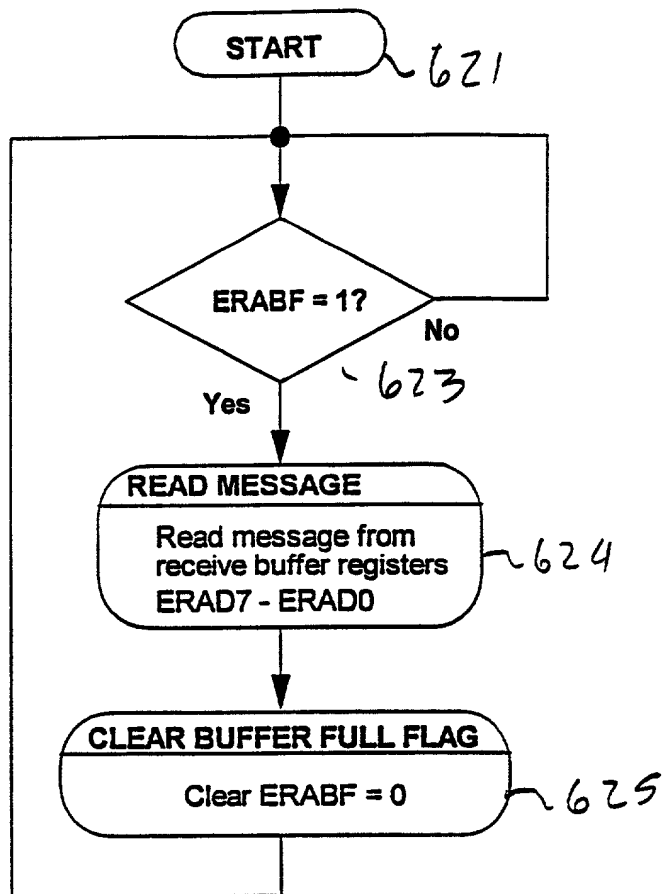 START
621
ERABF = 1?
No
623
Yes
READ MESSAGE
Read message from
receive buffer registers
ERAD7 - ERAD0
624
CLEAR BUFFER FULL FLAG
Clear ERABF = 0
625